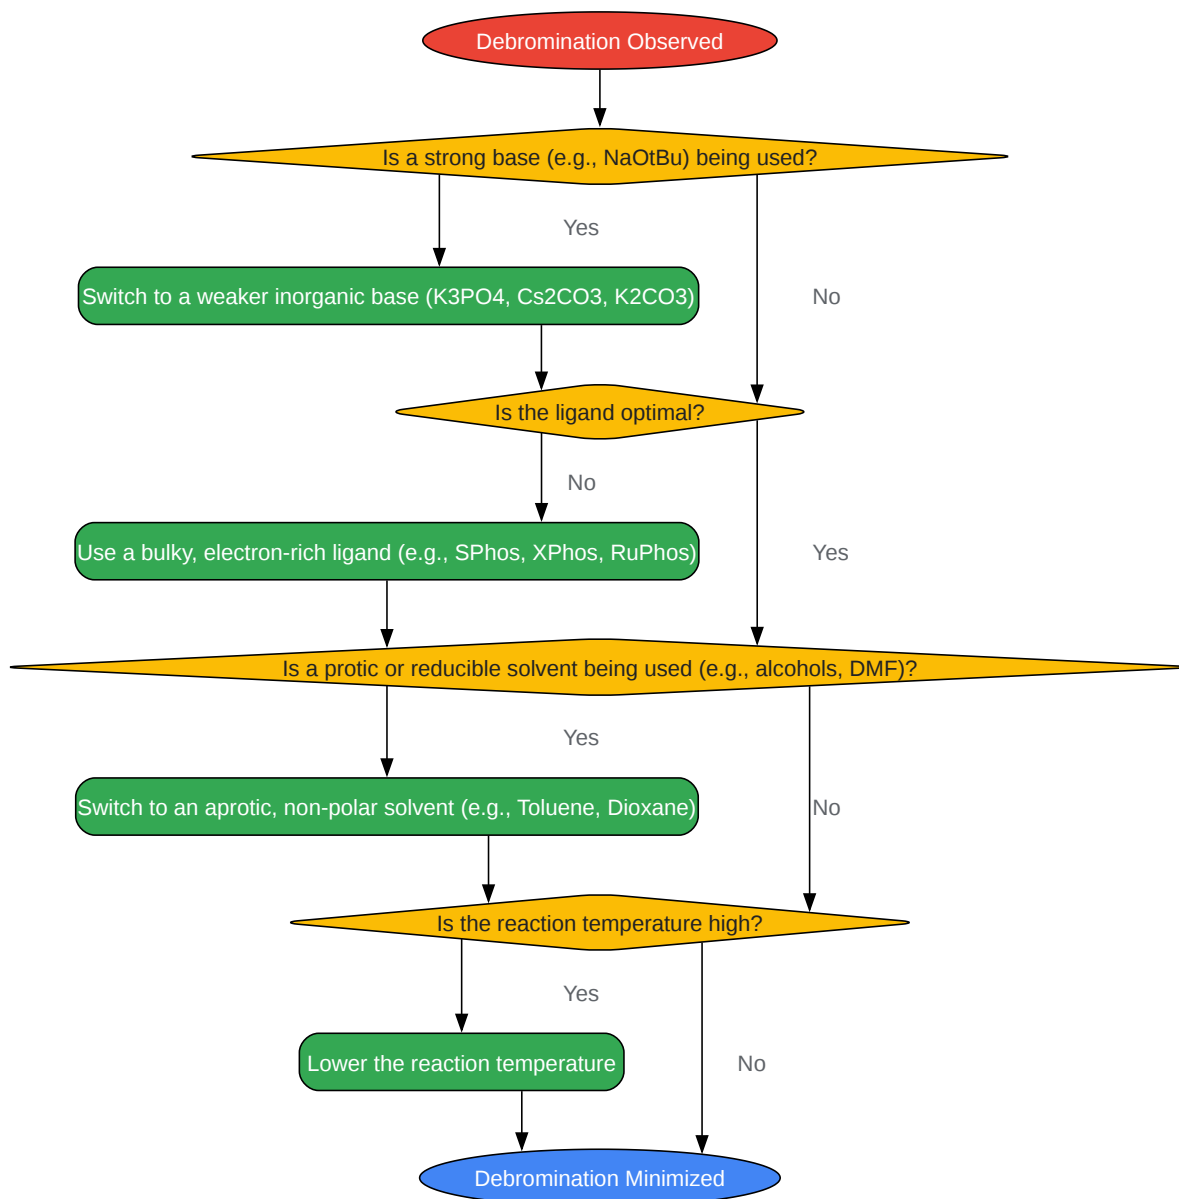 Debromination Observed
Is a strong base (e.g., NaOtBu) being used?
Yes
Switch to a weaker inorganic base (K3PO4, Cs2CO3, K2CO3)
No
Is the ligand optimal?
No
Use a bulky, electron-rich ligand (e.g., SPhos, XPhos, RuPhos)
Yes
Is a protic or reducible solvent being used (e.g., alcohols, DMF)?
Yes
Switch to an aprotic, non-polar solvent (e.g., Toluene, Dioxane)
No
Is the reaction temperature high?
Yes
Lower the reaction temperature
No
Debromination Minimized